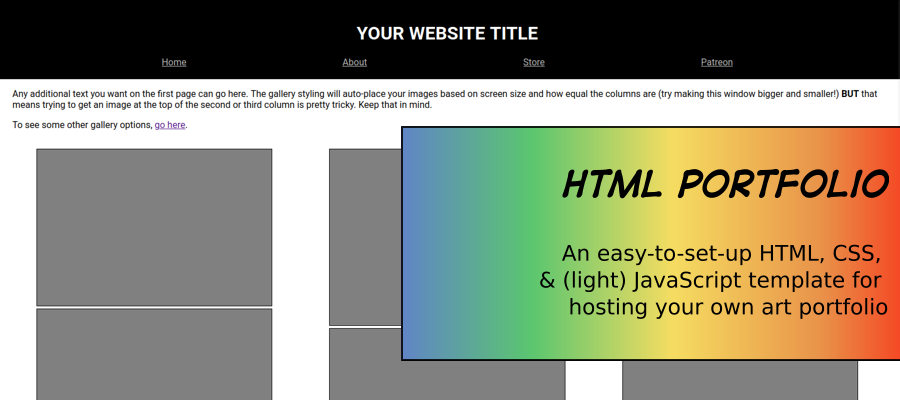 YOUR WEBSITE TITLE
Home About Store Patreon
Any additional text you want on the first page can go here. The gallery styling will auto-place your images based on screen size and how equal the columns are (try making this window bigger and smaller!) BUT that
means trying to get an image at the top of the second or third column is pretty tricky. Keep that in mind.
To see some other gallery options, go here.
HTML PORTFOLIO
An easy-to-set-up HTML, CSS,
& (light) JavaScript template for
hosting your own art portfolio